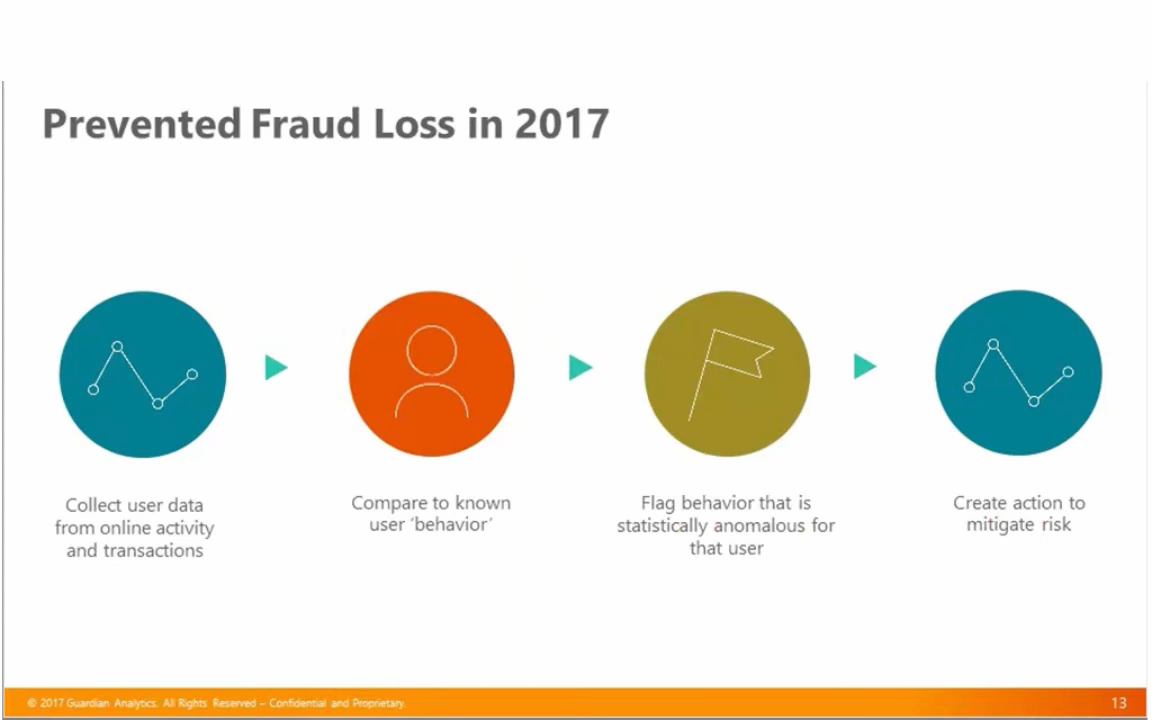 Prevented Fraud Loss in 2017
Collect user data
from online activity
and transactions
Compare to known
user ‘behavior’
Flag behavior that is
statistically anomalous for
that user
Create action to
mitigate risk
© 2017 Guardian Analytics. All Rights Reserved – Confidential and Proprietary.
13